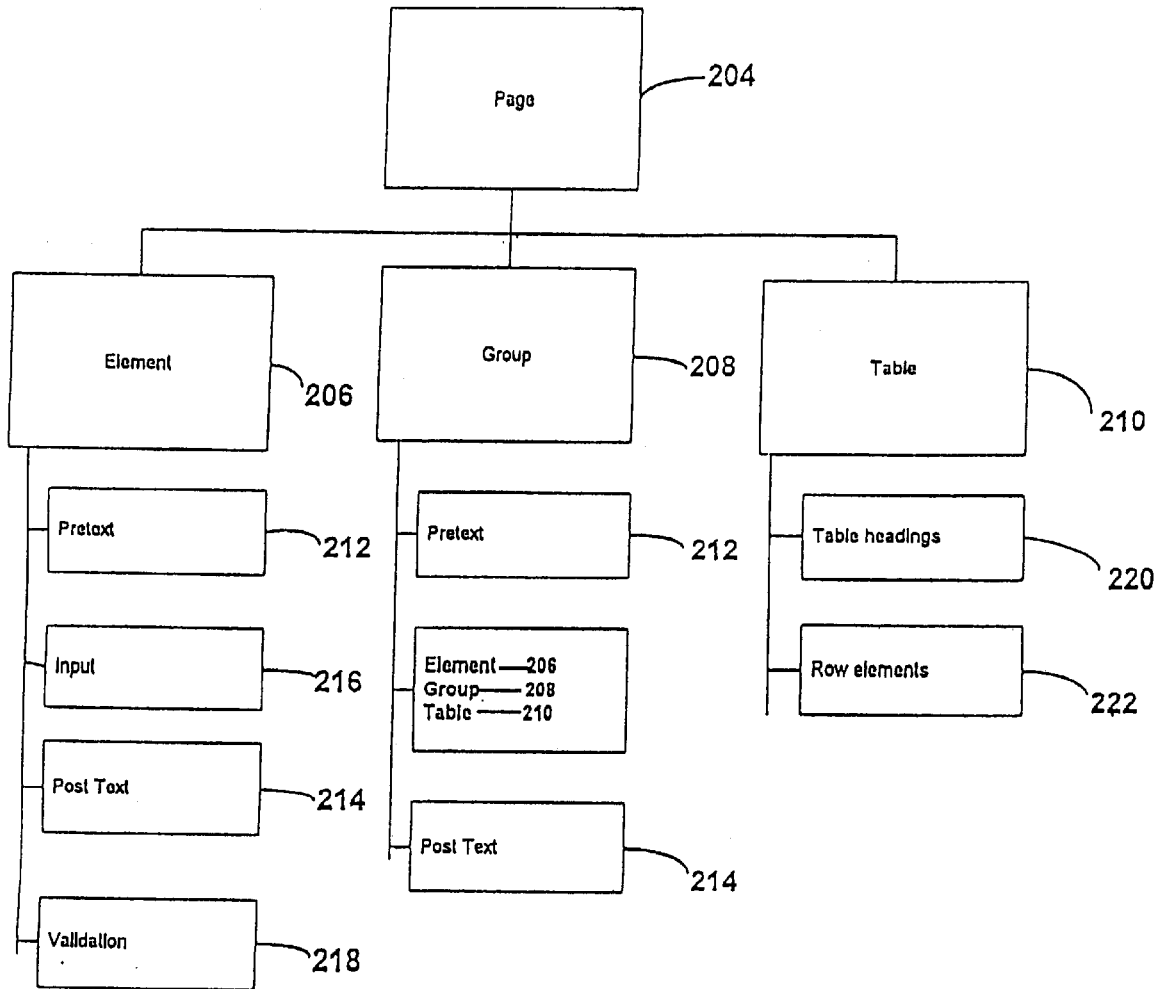 Page
204
Element
206
Group
208
Table
210
Pretext
212
Input
216
Post Text
214
Validation
218
Pretext
212
Element 206
Group 208
Table 210
Post Text
214
Table headings
220
Row elements
222